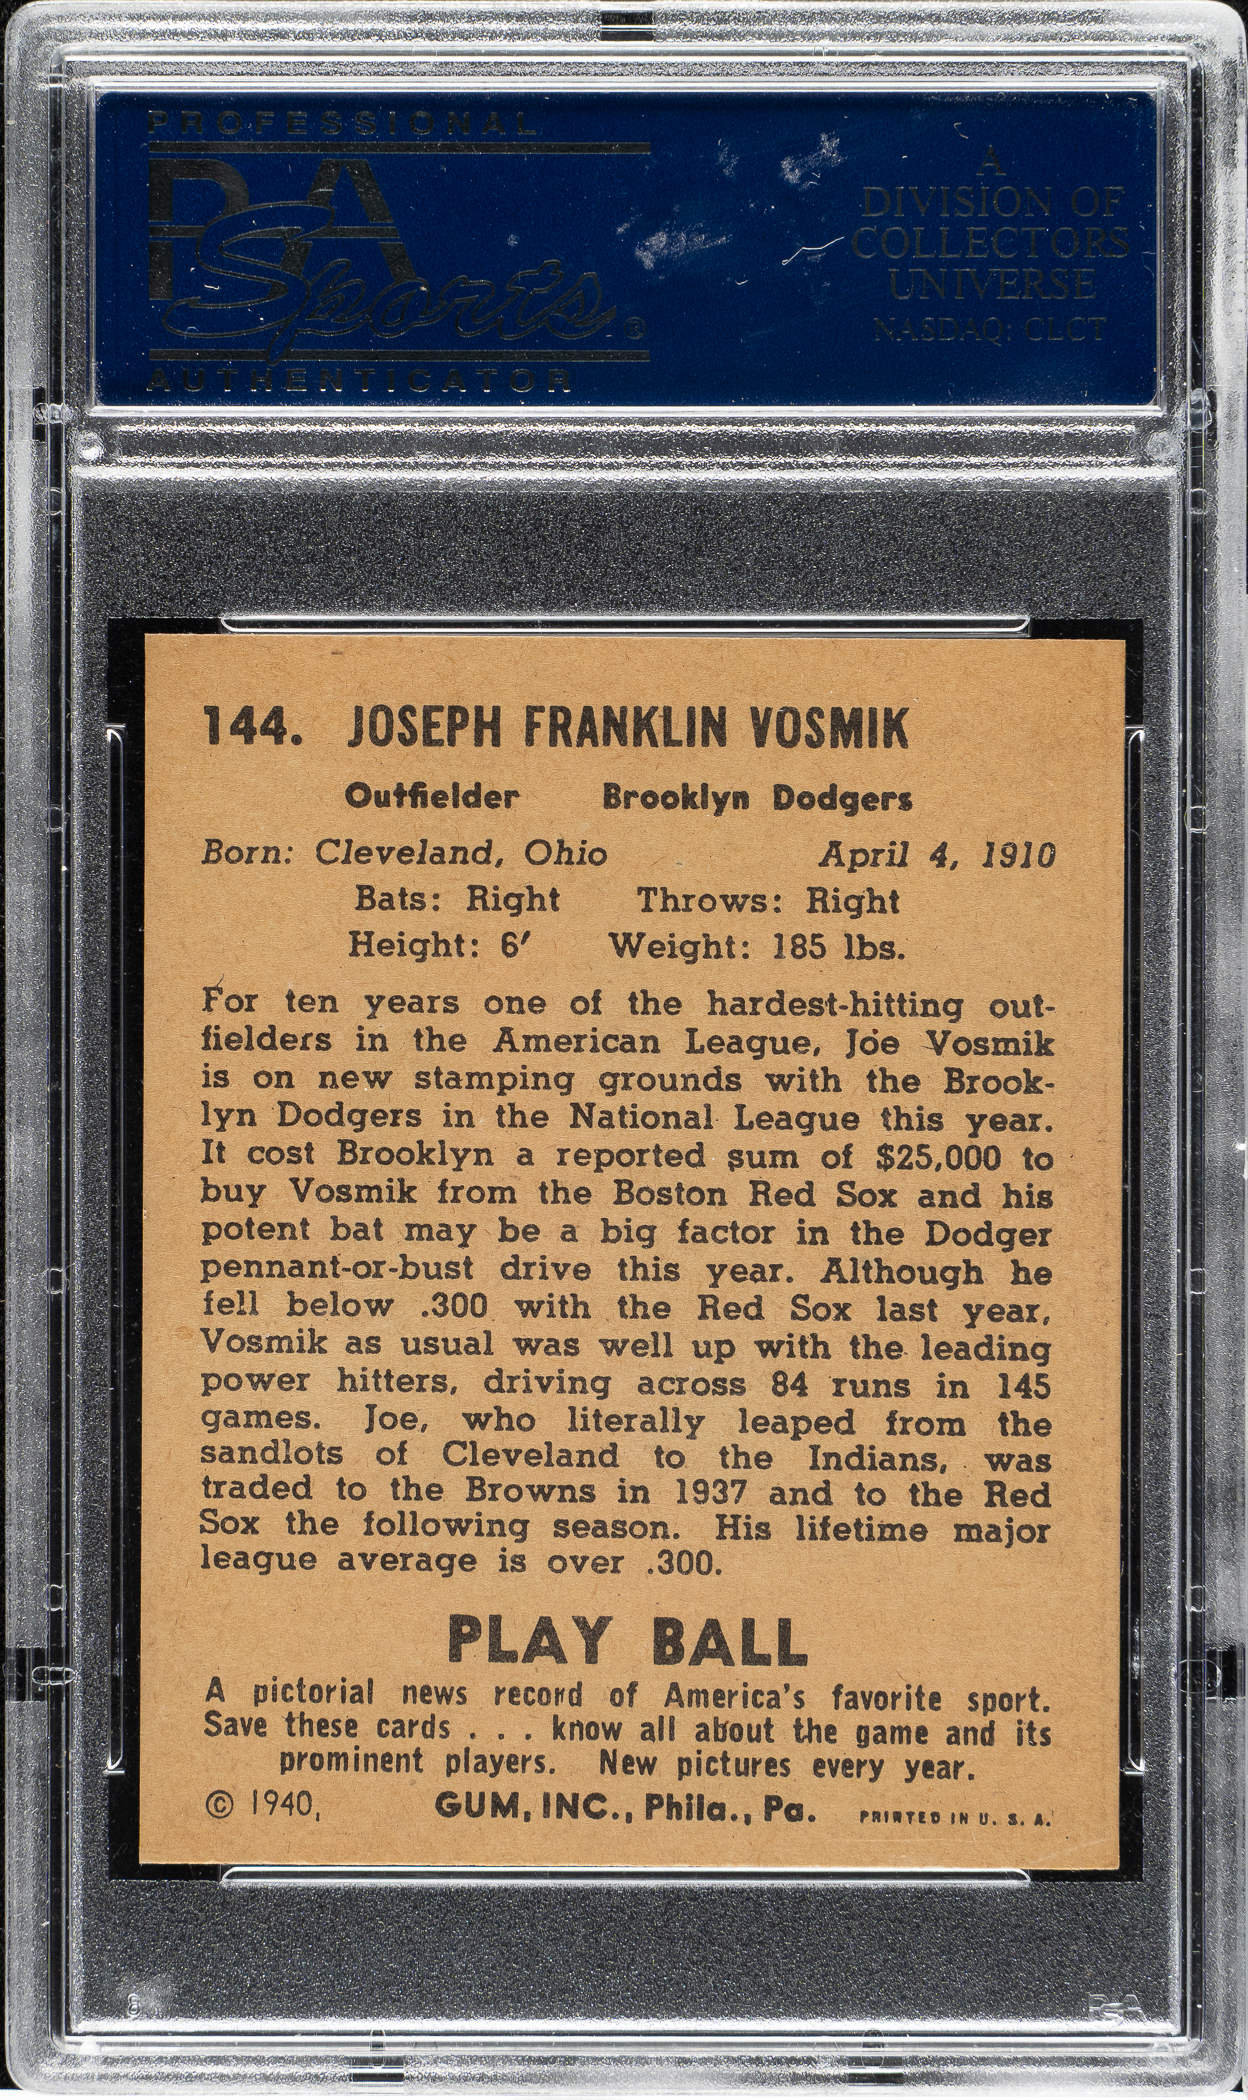 PROFESSIONAL
PSA
Sports®
AUTHENTICATOR
A
DIVISION OF
COLLECTORS
UNIVERSE
NASDAQ: CLCT
144. JOSEPH FRANKLIN VOSMIK
Outfielder Brooklyn Dodgers
Born: Cleveland, Ohio April 4, 1910
Bats: Right Throws: Right
Height: 6′ Weight: 185 lbs.
For ten years one of the hardest-hitting out-
fielders in the American League, Joe Vosmik
is on new stamping grounds with the Brook-
lyn Dodgers in the National League this year.
It cost Brooklyn a reported sum of $25,000 to
buy Vosmik from the Boston Red Sox and his
potent bat may be a big factor in the Dodger
pennant-or-bust drive this year. Although he
fell below .300 with the Red Sox last year,
Vosmik as usual was well up with the leading
power hitters, driving across 84 runs in 145
games. Joe, who literally leaped from the
sandlots of Cleveland to the Indians, was
traded to the Browns in 1937 and to the Red
Sox the following season. His lifetime major
league average is over .300.
PLAY BALL
A pictorial news record of America's favorite sport.
Save these cards . . . know all about the game and its
prominent players. New pictures every year.
© 1940, GUM, INC., Phila., Pa. PRINTED IN U. S. A.
8 PSA